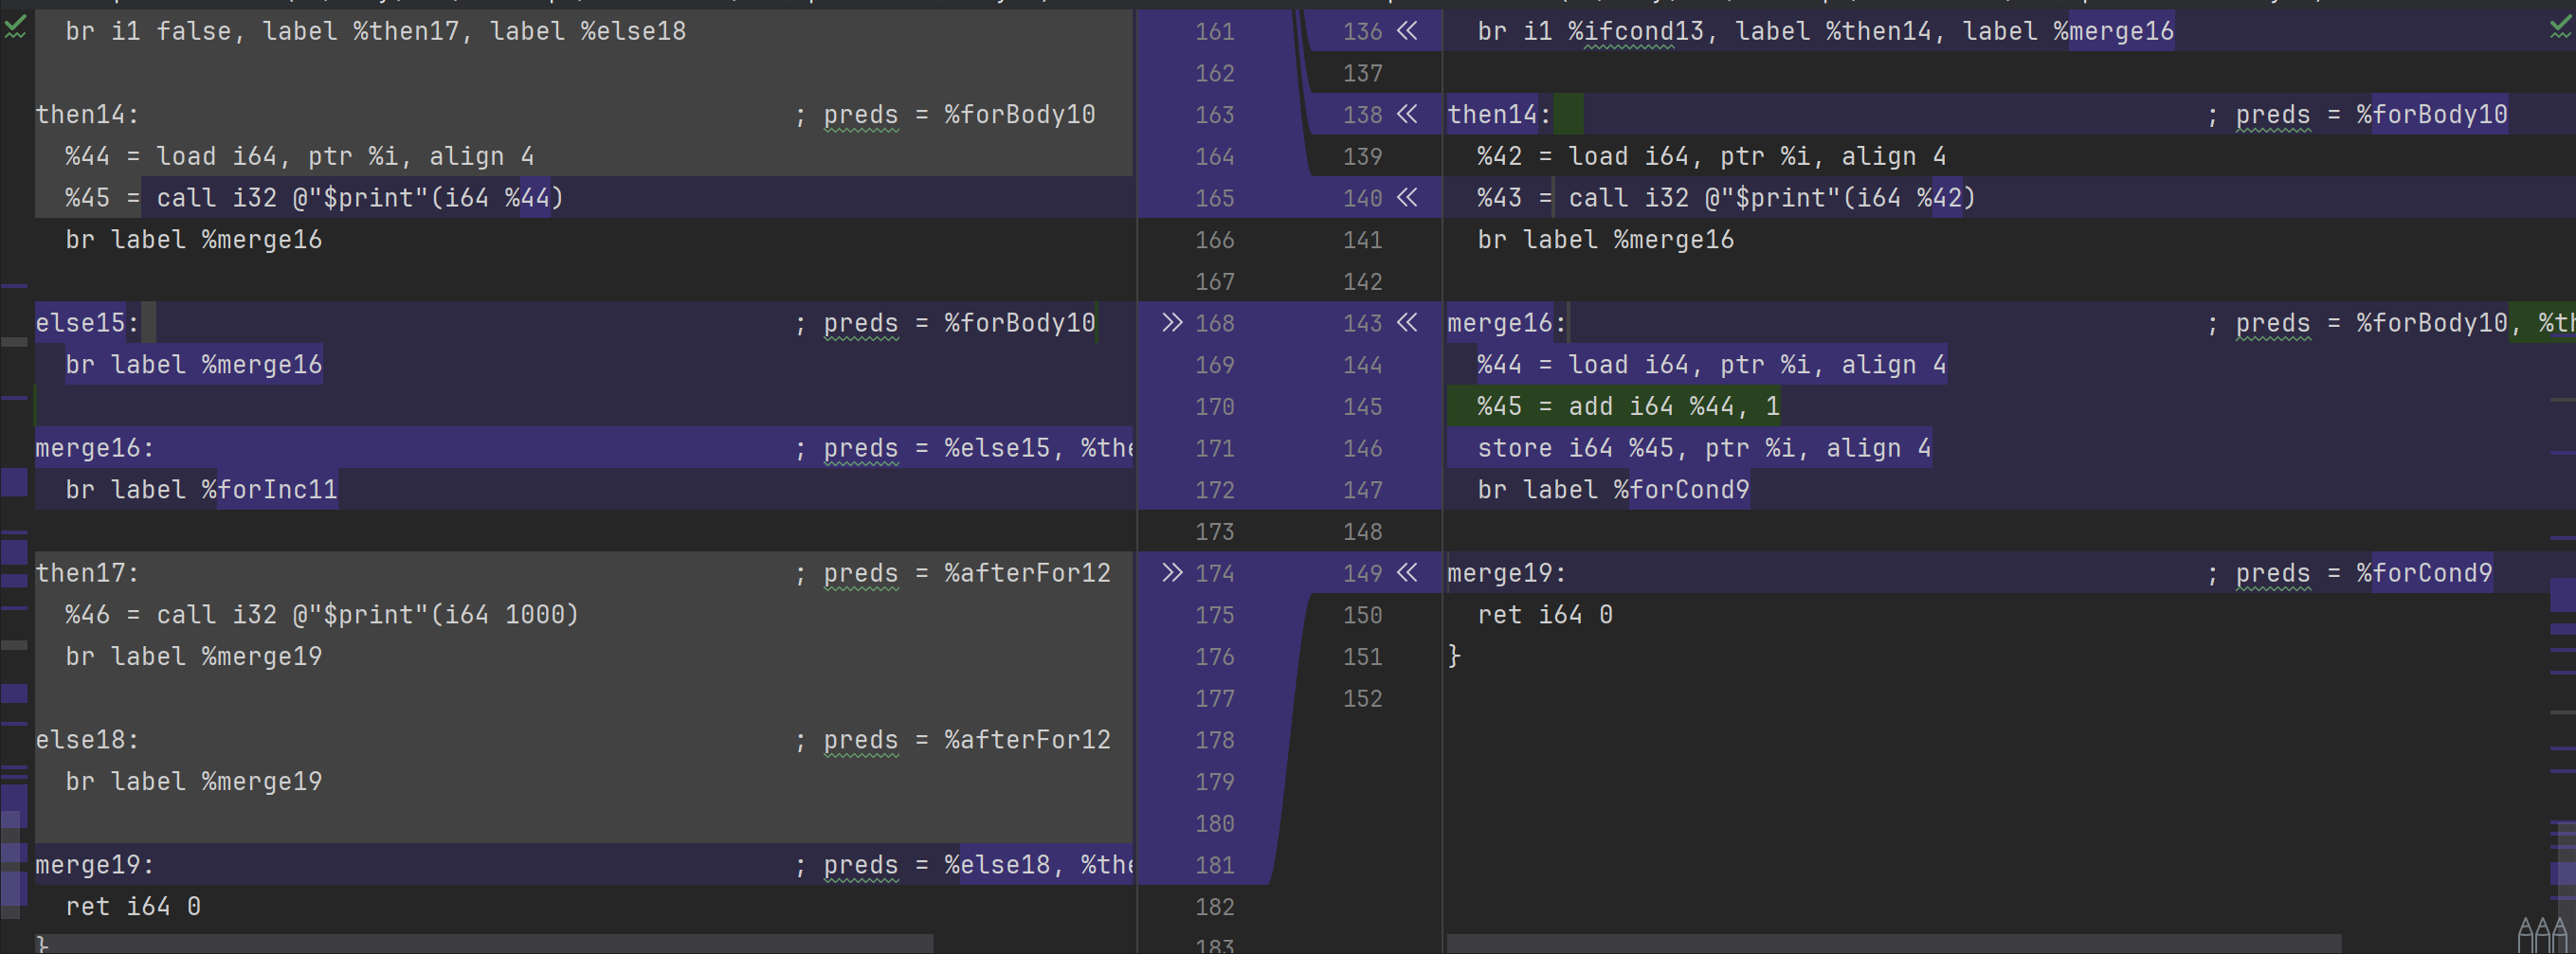 br i1 false, label %then17, label %else18
then14:                                           ; preds = %forBody10
%44 = load i64, ptr %i, align 4
%45 = call i32 @"$print"(i64 %44)
br label %merge16
else15:                                           ; preds = %forBody10
br label %merge16
merge16:                                          ; preds = %else15, %the
br label %forInc11
then17:                                           ; preds = %afterFor12
%46 = call i32 @"$print"(i64 1000)
br label %merge19
else18:                                           ; preds = %afterFor12
br label %merge19
merge19:                                          ; preds = %else18, %the
ret i64 0
}
161 136
162 137
163 138
164 139
165 140
166 141
167 142
168 143
169 144
170 145
171 146
172 147
173 148
174 149
175 150
176 151
177 152
178
179
180
181
182
183
br i1 %ifcond13, label %then14, label %merge16
then14:                                           ; preds = %forBody10
%42 = load i64, ptr %i, align 4
%43 = call i32 @"$print"(i64 %42)
br label %merge16
merge16:                                          ; preds = %forBody10, %th
%44 = load i64, ptr %i, align 4
%45 = add i64 %44, 1
store i64 %45, ptr %i, align 4
br label %forCond9
merge19:                                          ; preds = %forCond9
ret i64 0
}